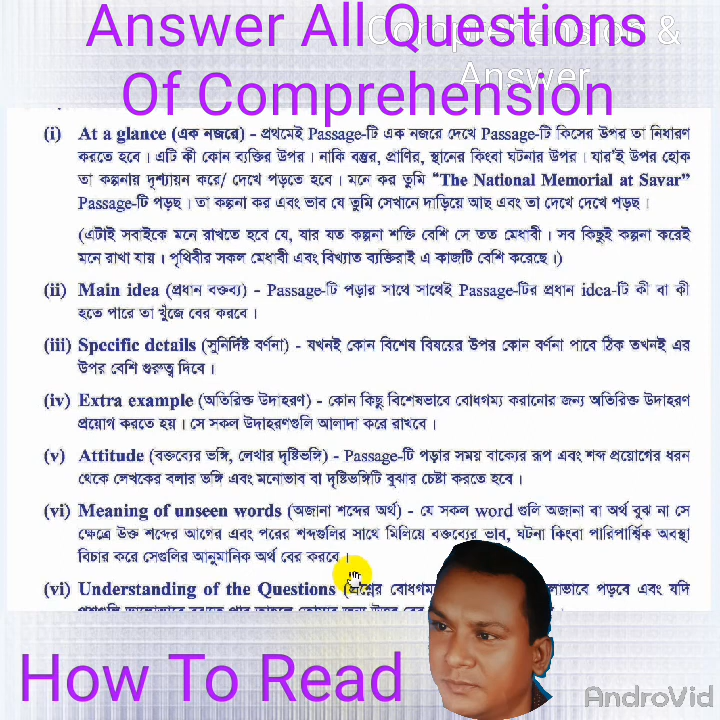 Answer All Questions
Comprehension &
Answer
Of Comprehension
(i) At a glance (এক নজরে) - প্রথমেই Passage-টি এক নজরে দেখে Passage-টি কিসের উপর তা নিধারণ
করতে হবে। এটি কী কোন ব্যক্তির উপর। নাকি বস্তুর, প্রাণির, স্থানের কিংবা ঘটনার উপর। যার'ই উপর হোক
তা কল্পনার দৃশ্যায়ন করে/ দেখে পড়তে হবে। মনে কর তুমি “The National Memorial at Savar”
Passage-টি পড়ছ। তা কল্পনা কর এবং ভাব যে তুমি সেখানে দাড়িয়ে আছ এবং তা দেখে দেখে পড়ছ।
(এটাই সবাইকে মনে রাখতে হবে যে, যার যত কল্পনা শক্তি বেশি সে তত মেধাবী। সব কিছুই কল্পনা করেই
মনে রাখা যায়। পৃথিবীর সকল মেধাবী এবং বিখ্যাত ব্যক্তিরাই এ কাজটি বেশি করেছে।)
(ii) Main idea (প্রধান বক্তব্য) - Passage-টি পড়ার সাথে সাথেই Passage-টির প্রধান idea-টি কী বা কী
হতে পারে তা খুঁজে বের করবে।
(iii) Specific details (সুনির্দিষ্ট বর্ণনা) - যখনই কোন বিশেষ বিষয়ের উপর কোন বর্ণনা পাবে ঠিক তখনই এর
উপর বেশি গুরুত্ব দিবে।
(iv) Extra example (অতিরিক্ত উদাহরণ) - কোন কিছু বিশেষভাবে বোধগম্য করানোর জন্য অতিরিক্ত উদাহরণ
প্রয়োগ করতে হয়। সে সকল উদাহরণগুলি আলাদা করে রাখবে।
(v) Attitude (বক্তব্যের ভঙ্গি, লেখার দৃষ্টিভঙ্গি) - Passage-টি পড়ার সময় বাক্যের রূপ এবং শব্দ প্রয়োগের ধরন
থেকে লেখকের বলার ভঙ্গি এবং মনোভাব বা দৃষ্টিভঙ্গিটি বুঝার চেষ্টা করতে হবে।
(vi) Meaning of unseen words (অজানা শব্দের অর্থ) - যে সকল word গুলি অজানা বা অর্থ বুঝ না সে
ক্ষেত্রে উক্ত শব্দের আগের এবং পরের শব্দগুলির সাথে মিলিয়ে বক্তব্যের ভাব, ঘটনা কিংবা পারিপার্শ্বিক অবস্থা
বিচার করে সেগুলির আনুমানিক অর্থ বের করবে।
(vi) Understanding of the Questions (প্রশ্নের পড়বে এবং যদি
How To Read
AndroVid